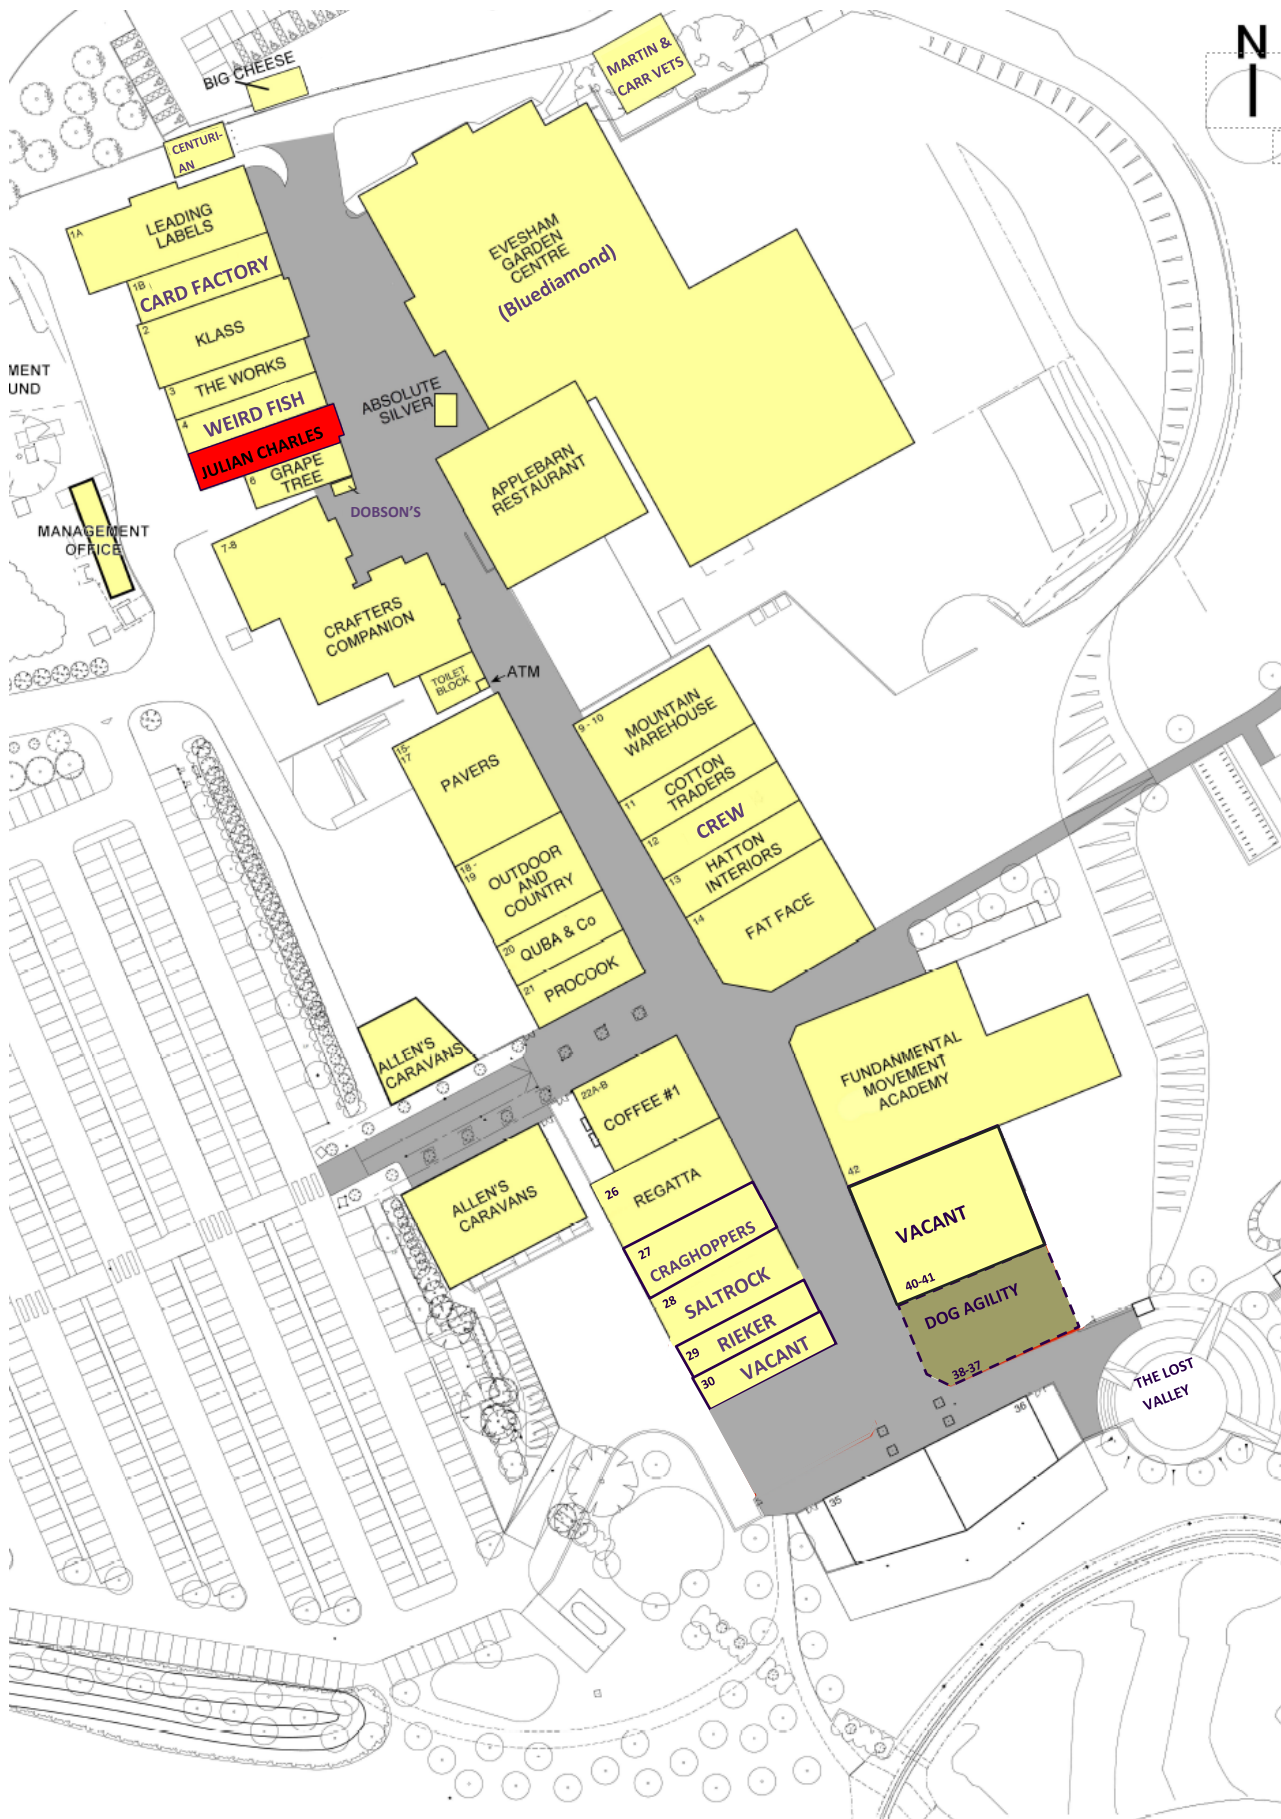 N
BIG CHEESE
MARTIN &
CARR VETS
CENTURI-
AN
1A
LEADING
LABELS
1B
CARD FACTORY
2
KLASS
3
THE WORKS
4
WEIRD FISH
JULIAN CHARLES
6
GRAPE
TREE
DOBSON'S
EVESHAM
GARDEN
CENTRE
(Bluediamond)
ABSOLUTE
SILVER
APPLEBARN
RESTAURANT
MENT
UND
MANAGEMENT
OFFICE
7-8
CRAFTERS
COMPANION
TOILET
BLOCK
ATM
15-
17
PAVERS
18 -
19
OUTDOOR
AND
COUNTRY
20
QUBA & Co
21
PROCOOK
9 - 10
MOUNTAIN
WAREHOUSE
11
COTTON
TRADERS
12
CREW
13
HATTON
INTERIORS
14
FAT FACE
ALLEN'S
CARAVANS
ALLEN'S
CARAVANS
22A-B
COFFEE #1
26
REGATTA
27
CRAGHOPPERS
28
SALTROCK
29
RIEKER
30
VACANT
FUNDANMENTAL
MOVEMENT
ACADEMY
42
VACANT
40-41
DOG AGILITY
38-37
THE LOST
VALLEY
36
35